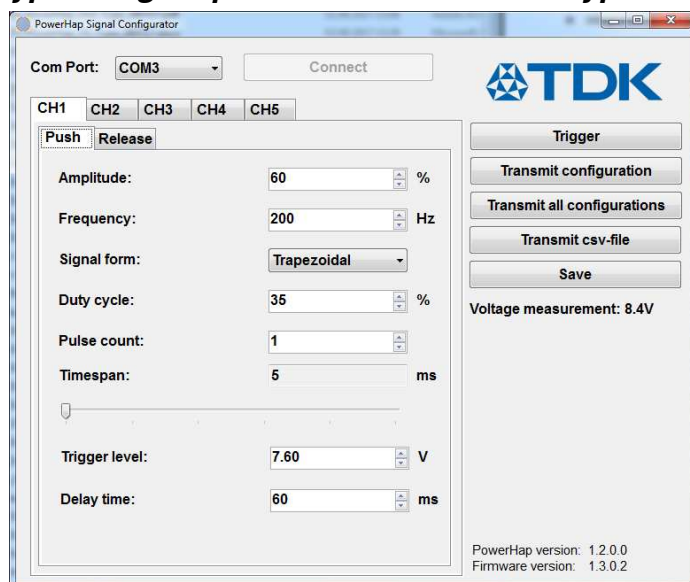 PowerHap Signal Configurator
Com Port: COM3 Connect
TDK
CH1 CH2 CH3 CH4 CH5
Push Release
Trigger
Amplitude: 60 %
Transmit configuration
Transmit all configurations
Frequency: 200 Hz
Transmit csv-file
Signal form: Trapezoidal
Save
Duty cycle: 35 %
Voltage measurement: 8.4V
Pulse count: 1
Timespan: 5 ms
Trigger level: 7.60 V
Delay time: 60 ms
PowerHap version: 1.2.0.0
Firmware version: 1.3.0.2